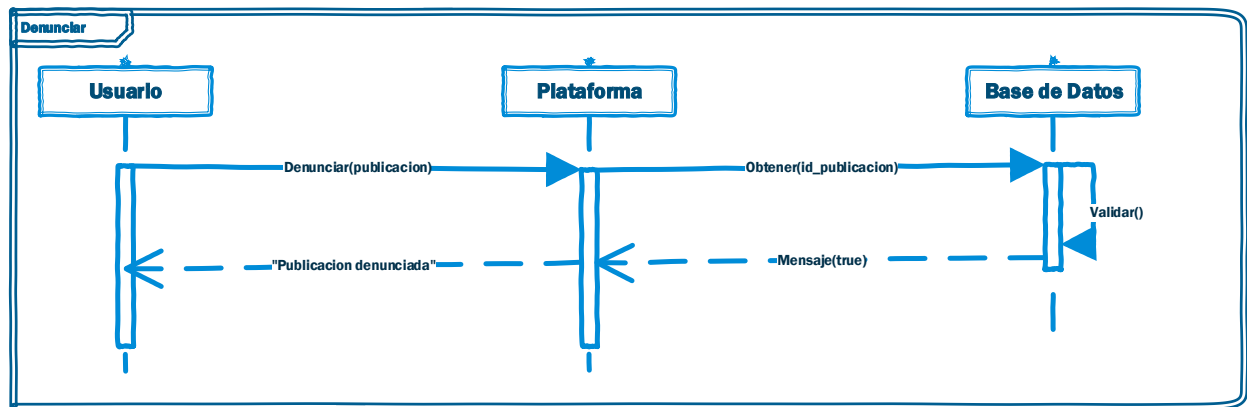 Denunciar
Usuario
Plataforma
Base de Datos
Denunciar(publicacion)
Obtener(id_publicacion)
Validar()
"Publicacion denunciada"
Mensaje(true)